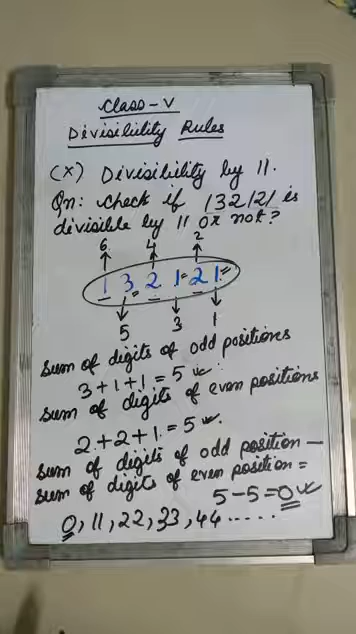 Class-V
Divisibility Rules
(x) Divisibility by 11.
Qn: Check if 132121 is
divisible by 11 or not?
6 4 2
1 3 2 1 2 1
5 3 1
Sum of digits of odd positions
3+1+1=5
Sum of digits of even positions
2+2+1=5
Sum of digits of odd position —
Sum of digits of even position =
5-5=0
0, 11, 22, 33, 44 ......